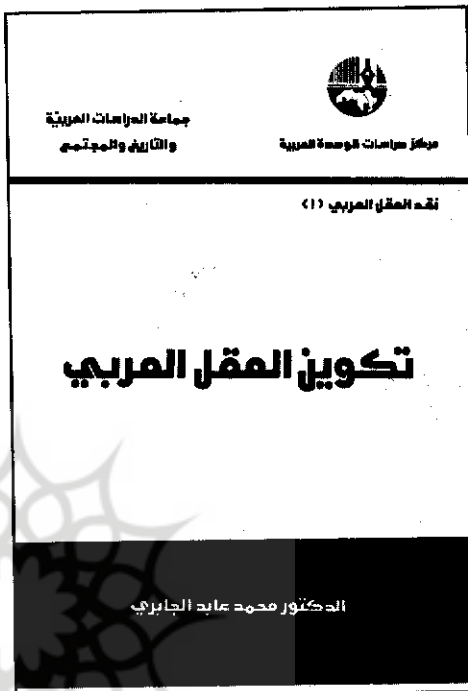 مركز دراسات الوحدة العربية
جماعة الدراسات العربية
والتاريخ والمجتمع
نقد العقل العربي (١)
تكوين العقل العربي
الدكتور محمد عابد الجابري